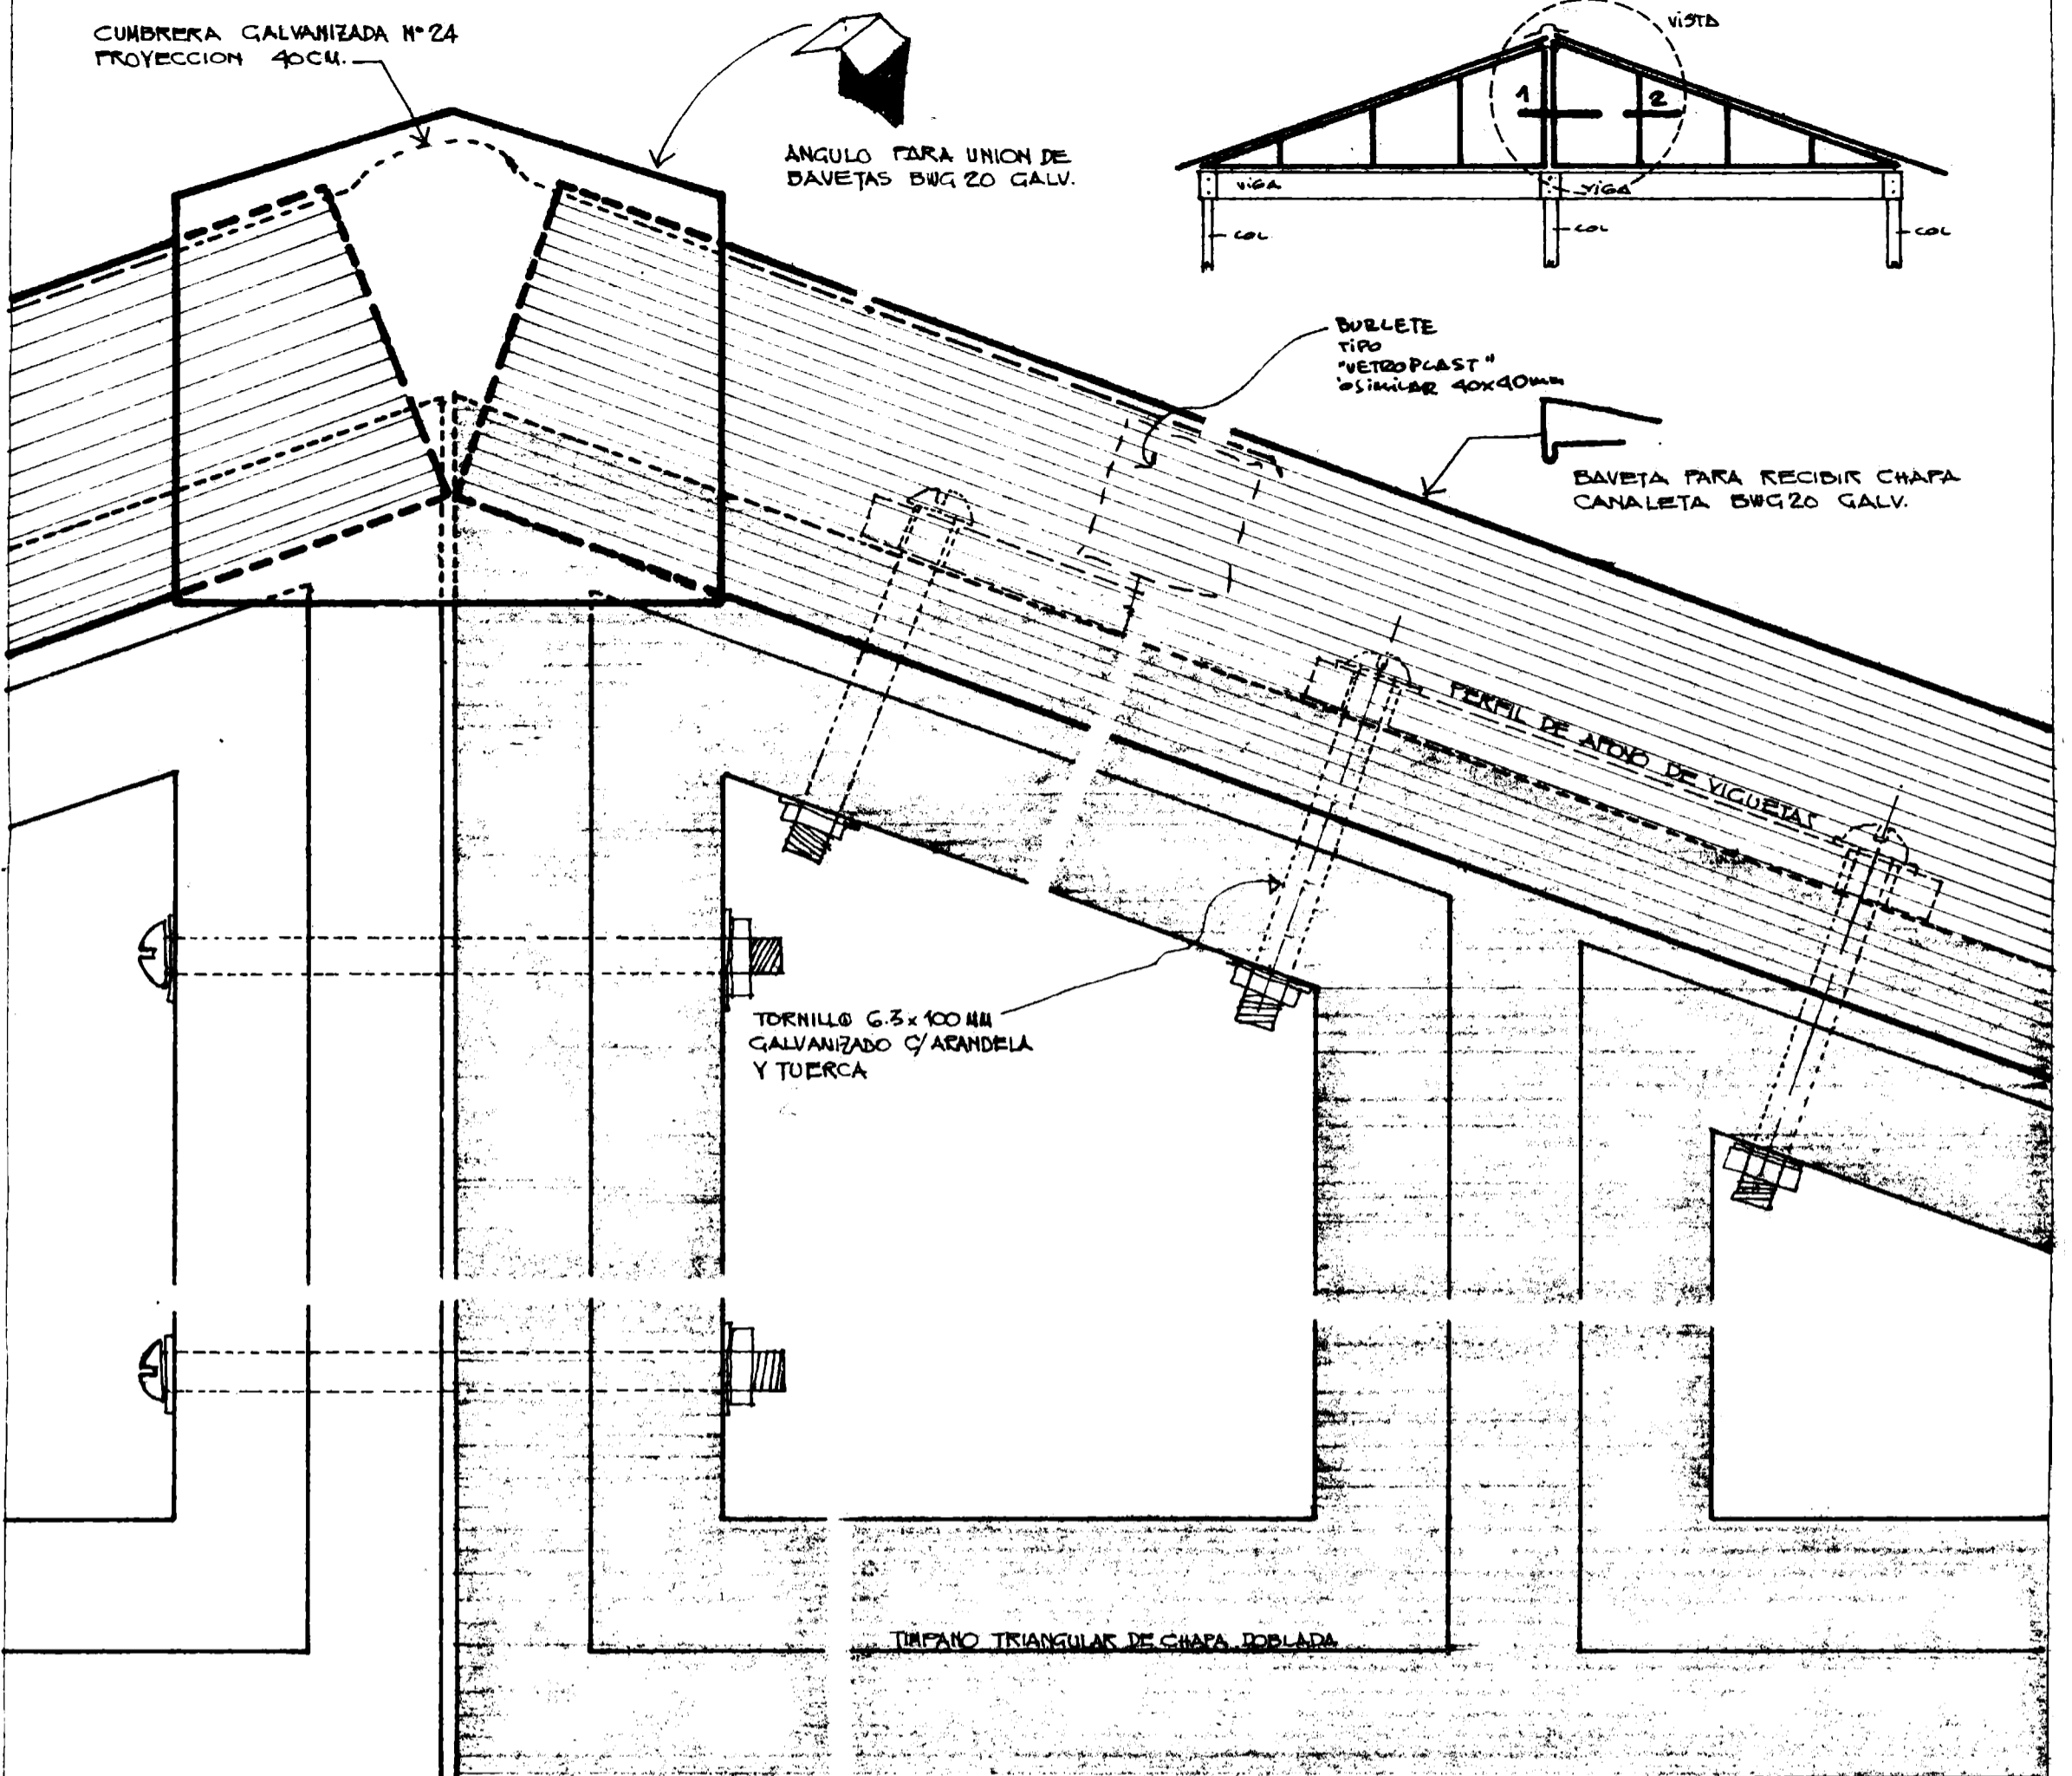 CUMBRERA GALVANIZADA Nº 24
PROYECCION 40CM.
ANGULO PARA UNION DE
BAVETAS BWG 20 GALV.
VISTA
1
2
VIGA
VIGA
COL
COL
COL
BURLETE
TIPO
"VETROPLAST"
o SIMILAR 40x40mm
BAVETA PARA RECIBIR CHAPA
CANALETA BWG 20 GALV.
PERFIL DE APOYO DE VIGUETAS
TORNILLO 6.3x100 MM
GALVANIZADO C/ARANDELA
Y TUERCA
TIMPANO TRIANGULAR DE CHAPA DOBLADA